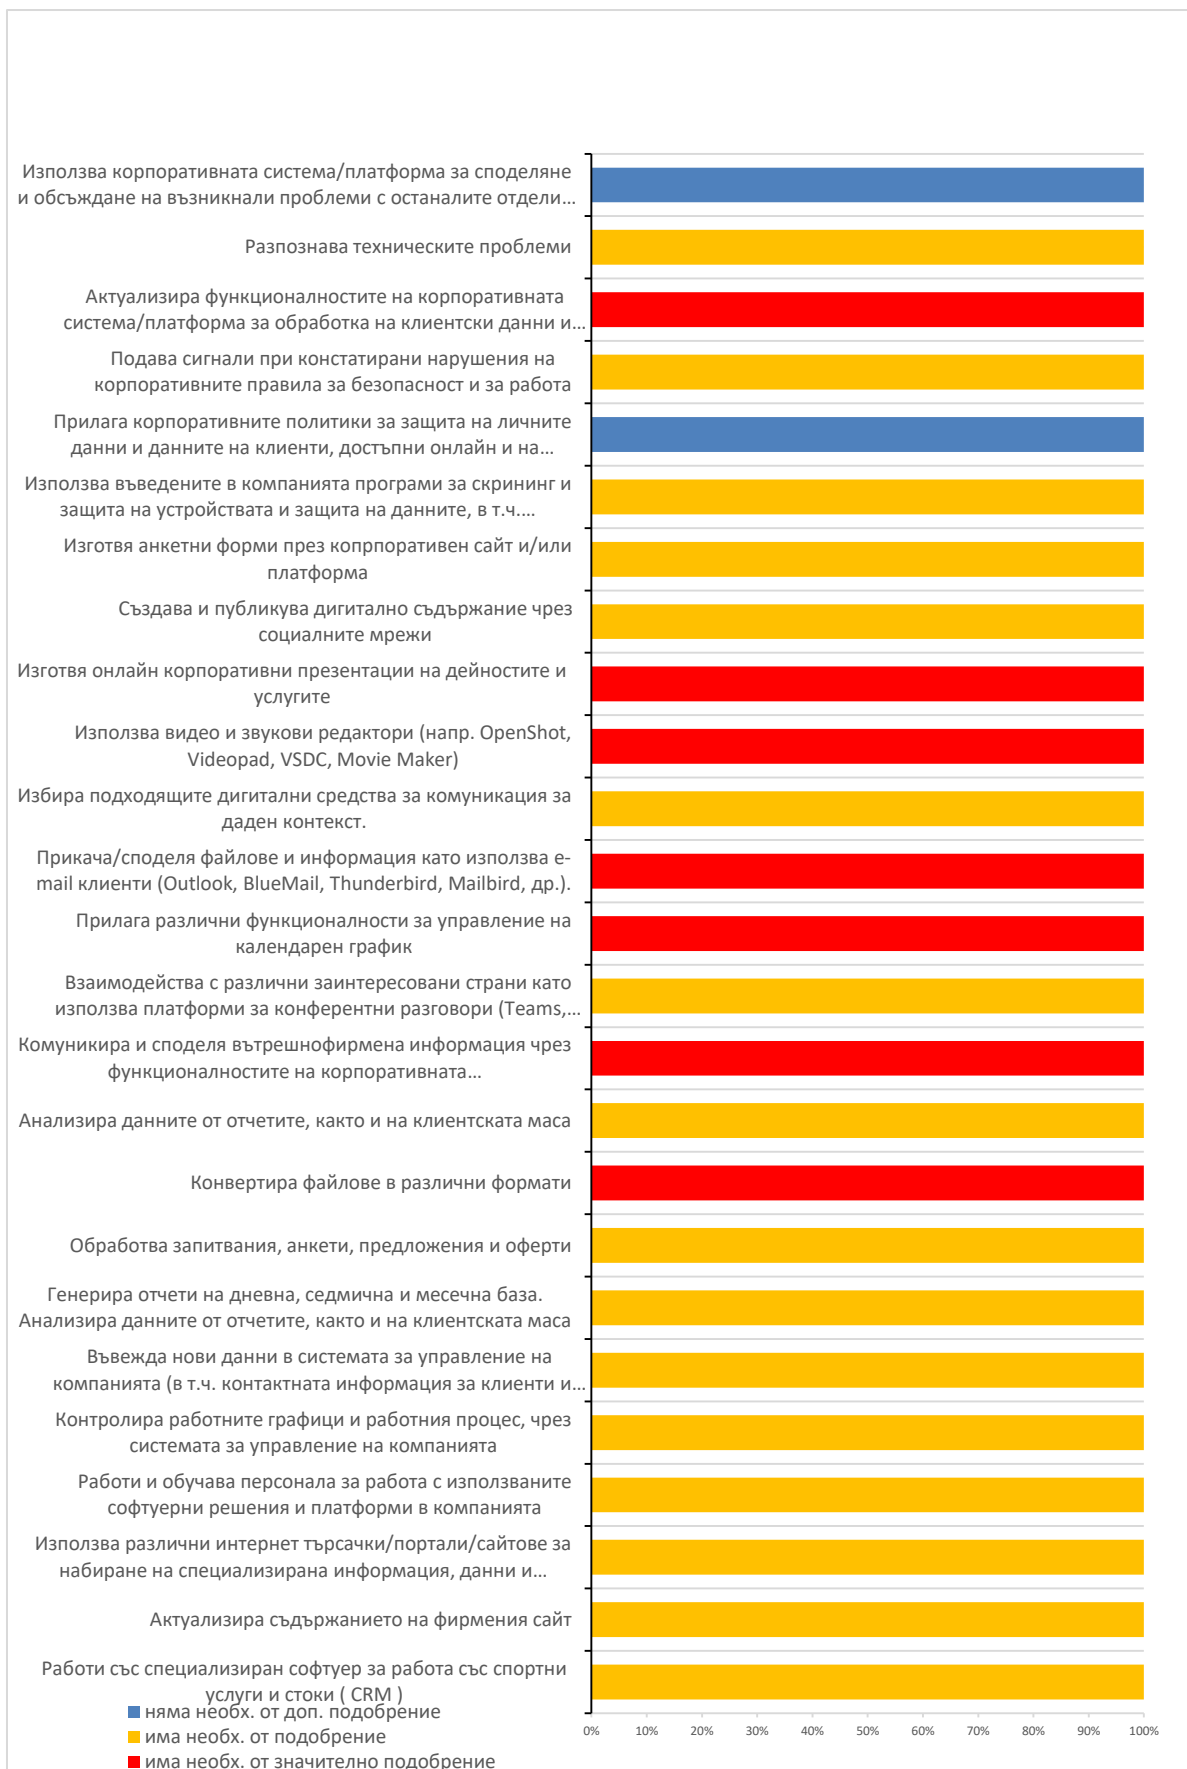 Използва корпоративната система/платформа за споделяне
и обсъждане на възникнали проблеми с останалите отдели…
Разпознава техническите проблеми
Актуализира функционалностите на корпоративната
система/платформа за обработка на клиентски данни и…
Подава сигнали при констатирани нарушения на
корпоративните правила за безопасност и за работа
Прилага корпоративните политики за защита на личните
данни и данните на клиенти, достъпни онлайн и на…
Използва въведените в компанията програми за скрининг и
защита на устройствата и защита на данните, в т.ч.…
Изготвя анкетни форми през копрпоративен сайт и/или
платформа
Създава и публикува дигитално съдържание чрез
социалните мрежи
Изготвя онлайн корпоративни презентации на дейностите и
услугите
Използва видео и звукови редактори (напр. OpenShot,
Videopad, VSDC, Movie Maker)
Избира подходящите дигитални средства за комуникация за
даден контекст.
Прикача/споделя файлове и информация като използва e-
mail клиенти (Outlook, BlueMail, Thunderbird, Mailbird, др.).
Прилага различни функционалности за управление на
календарен график
Взаимодейства с различни заинтересовани страни като
използва платформи за конферентни разговори (Teams,…
Комуникира и споделя вътрешнофирмена информация чрез
функционалностите на корпоративната…
Анализира данните от отчетите, както и на клиентската маса
Конвертира файлове в различни формати
Обработва запитвания, анкети, предложения и оферти
Генерира отчети на дневна, седмична и месечна база.
Анализира данните от отчетите, както и на клиентската маса
Въвежда нови данни в системата за управление на
компанията (в т.ч. контактната информация за клиенти и…
Контролира работните графици и работния процес, чрез
системата за управление на компанията
Работи и обучава персонала за работа с използваните
софтуерни решения и платформи в компанията
Използва различни интернет търсачки/портали/сайтове за
набиране на специализирана информация, данни и…
Актуализира съдържанието на фирмения сайт
Работи със специализиран софтуер за работа със спортни
услуги и стоки ( CRM )
0% 10% 20% 30% 40% 50% 60% 70% 80% 90% 100%
няма необх. от доп. подобрение
има необх. от подобрение
има необх. от значително подобрение